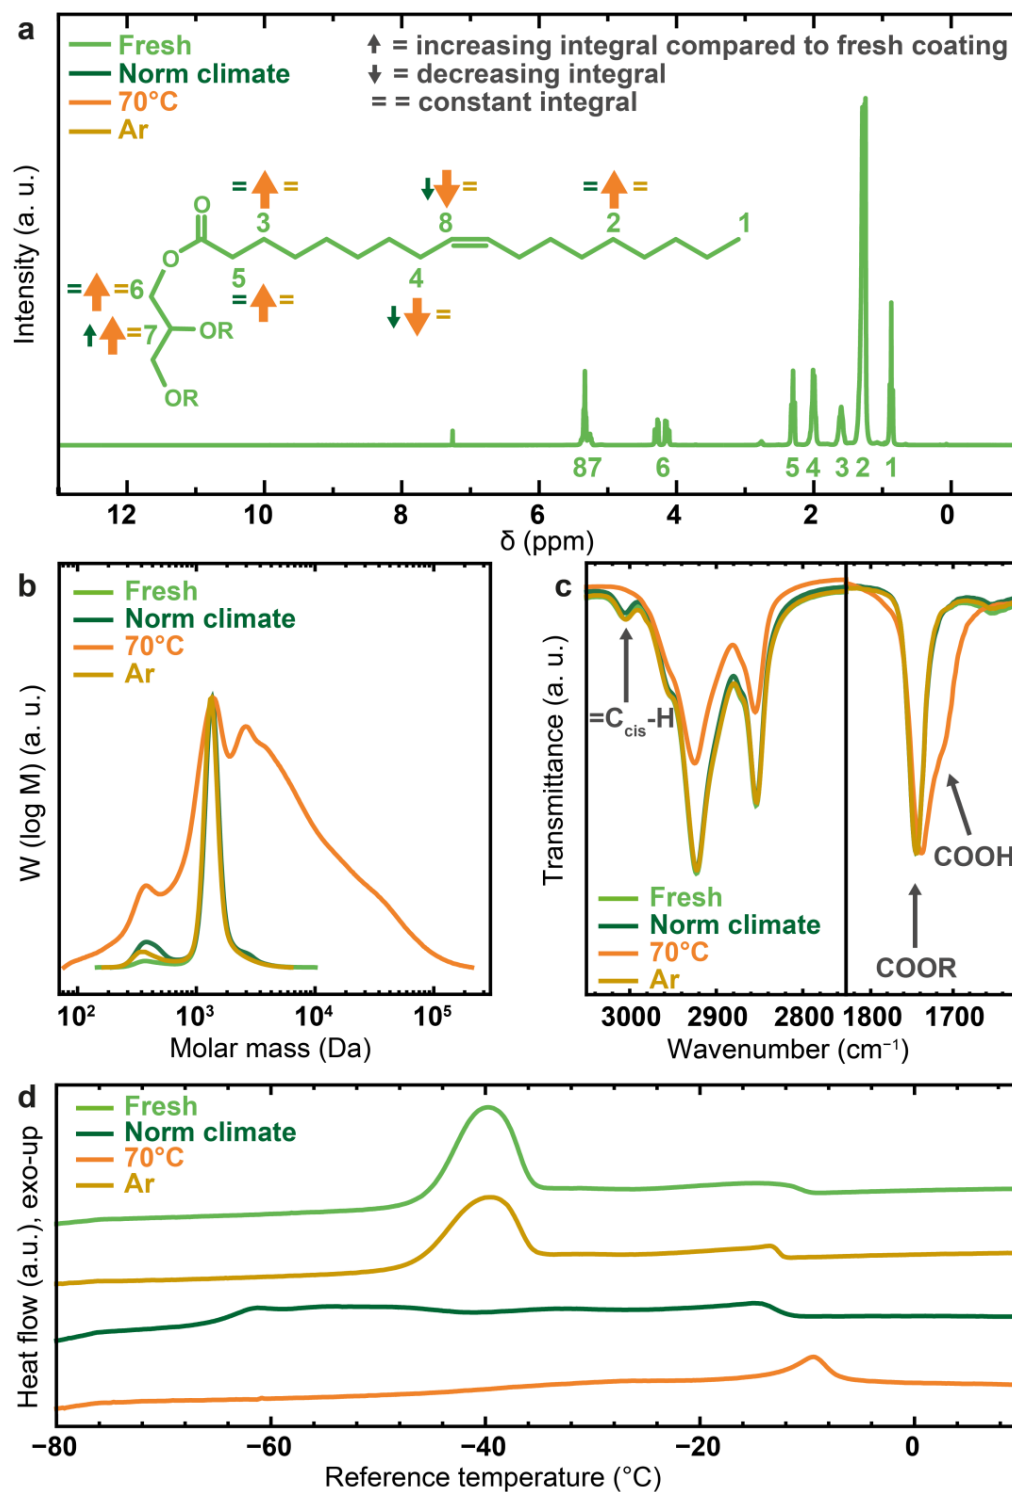 a
Fresh
Norm climate
70°C
Ar
↑ = increasing integral compared to fresh coating
↓ = decreasing integral
= = constant integral
Intensity (a. u.)
= ↑ =
↓ ↓ =
= ↑ =
O
3
8
2
1
O
5
4
= ↑ = 6
= ↑ =
↓ ↓ =
↑ ↑ = 7
OR
OR
87
6
5
4
3
2
1
12
10
8
6
4
2
0
δ (ppm)
b
Fresh
Norm climate
70°C
Ar
W (log M) (a. u.)
10²
10³
10⁴
10⁵
Molar mass (Da)
c
=C cis -H
COOH
COOR
Fresh
Norm climate
70°C
Ar
Transmittance (a. u.)
3000
2900
2800
1800
1700
Wavenumber (cm⁻¹)
d
Fresh
Norm climate
70°C
Ar
Heat flow (a.u.), exo-up
−80
−60
−40
−20
0
Reference temperature (°C)